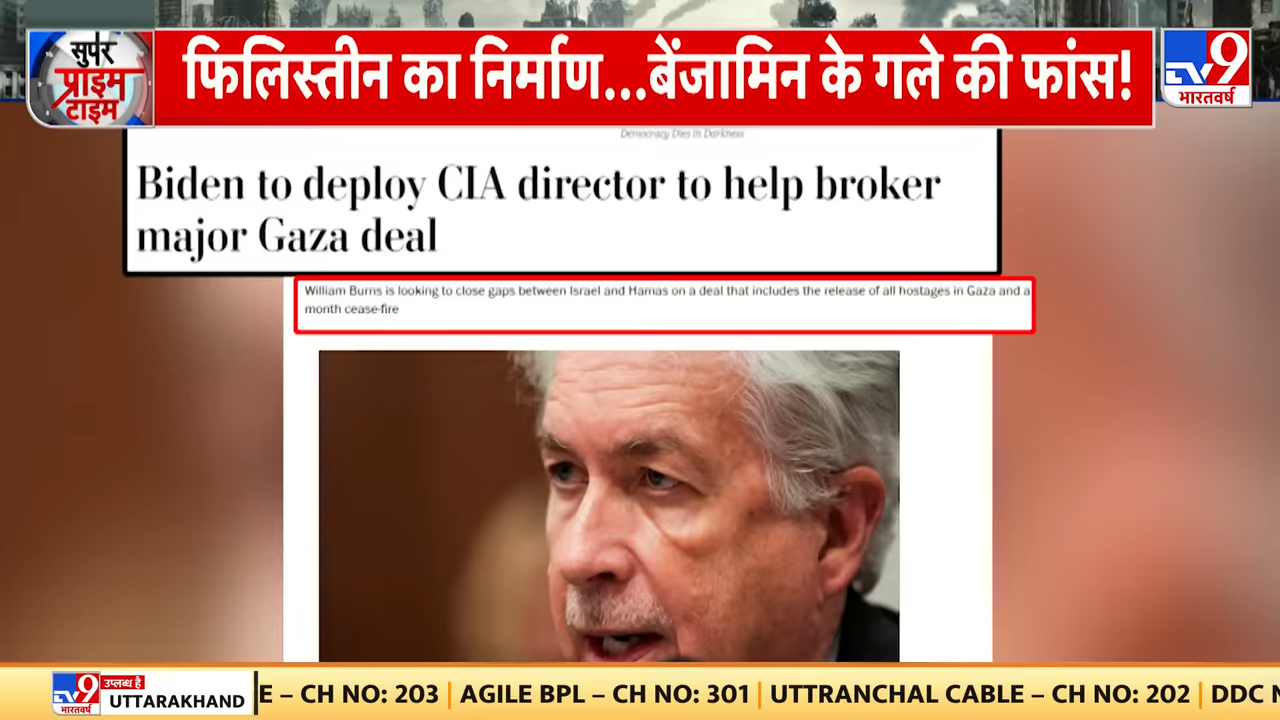 सुपर
प्राइम
टाइम
फिलिस्तीन का निर्माण...बेंजामिन के गले की फांस!
TV9
भारतवर्ष
Democracy Dies in Darkness
Biden to deploy CIA director to help broker
major Gaza deal
William Burns is looking to close gaps between Israel and Hamas on a deal that includes the release of all hostages in Gaza and a
month cease-fire
TV9
भारतवर्ष
उपलब्ध है
UTTARAKHAND
E – CH NO: 203 | AGILE BPL – CH NO: 301 | UTTRANCHAL CABLE – CH NO: 202 | DDC N